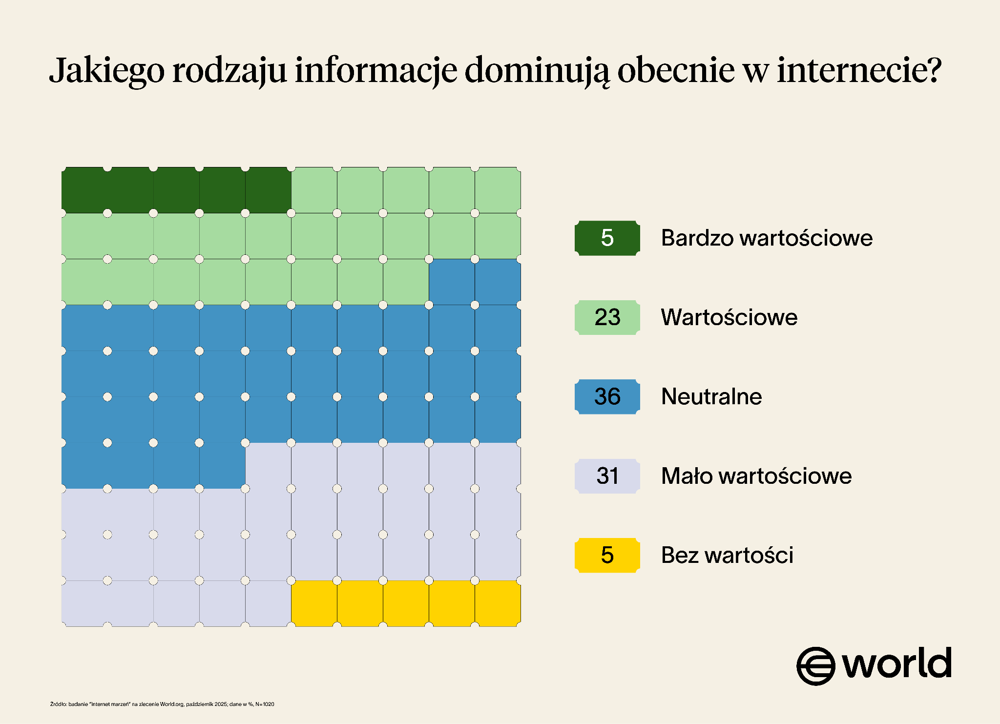 Jakiego rodzaju informacje dominują obecnie w internecie?
5 Bardzo wartościowe
23 Wartościowe
36 Neutralne
31 Mało wartościowe
5 Bez wartości
world
Źródło: badanie “Internet marzeń” na zlecenie World.org, październik 2025; dane w %, N=1020